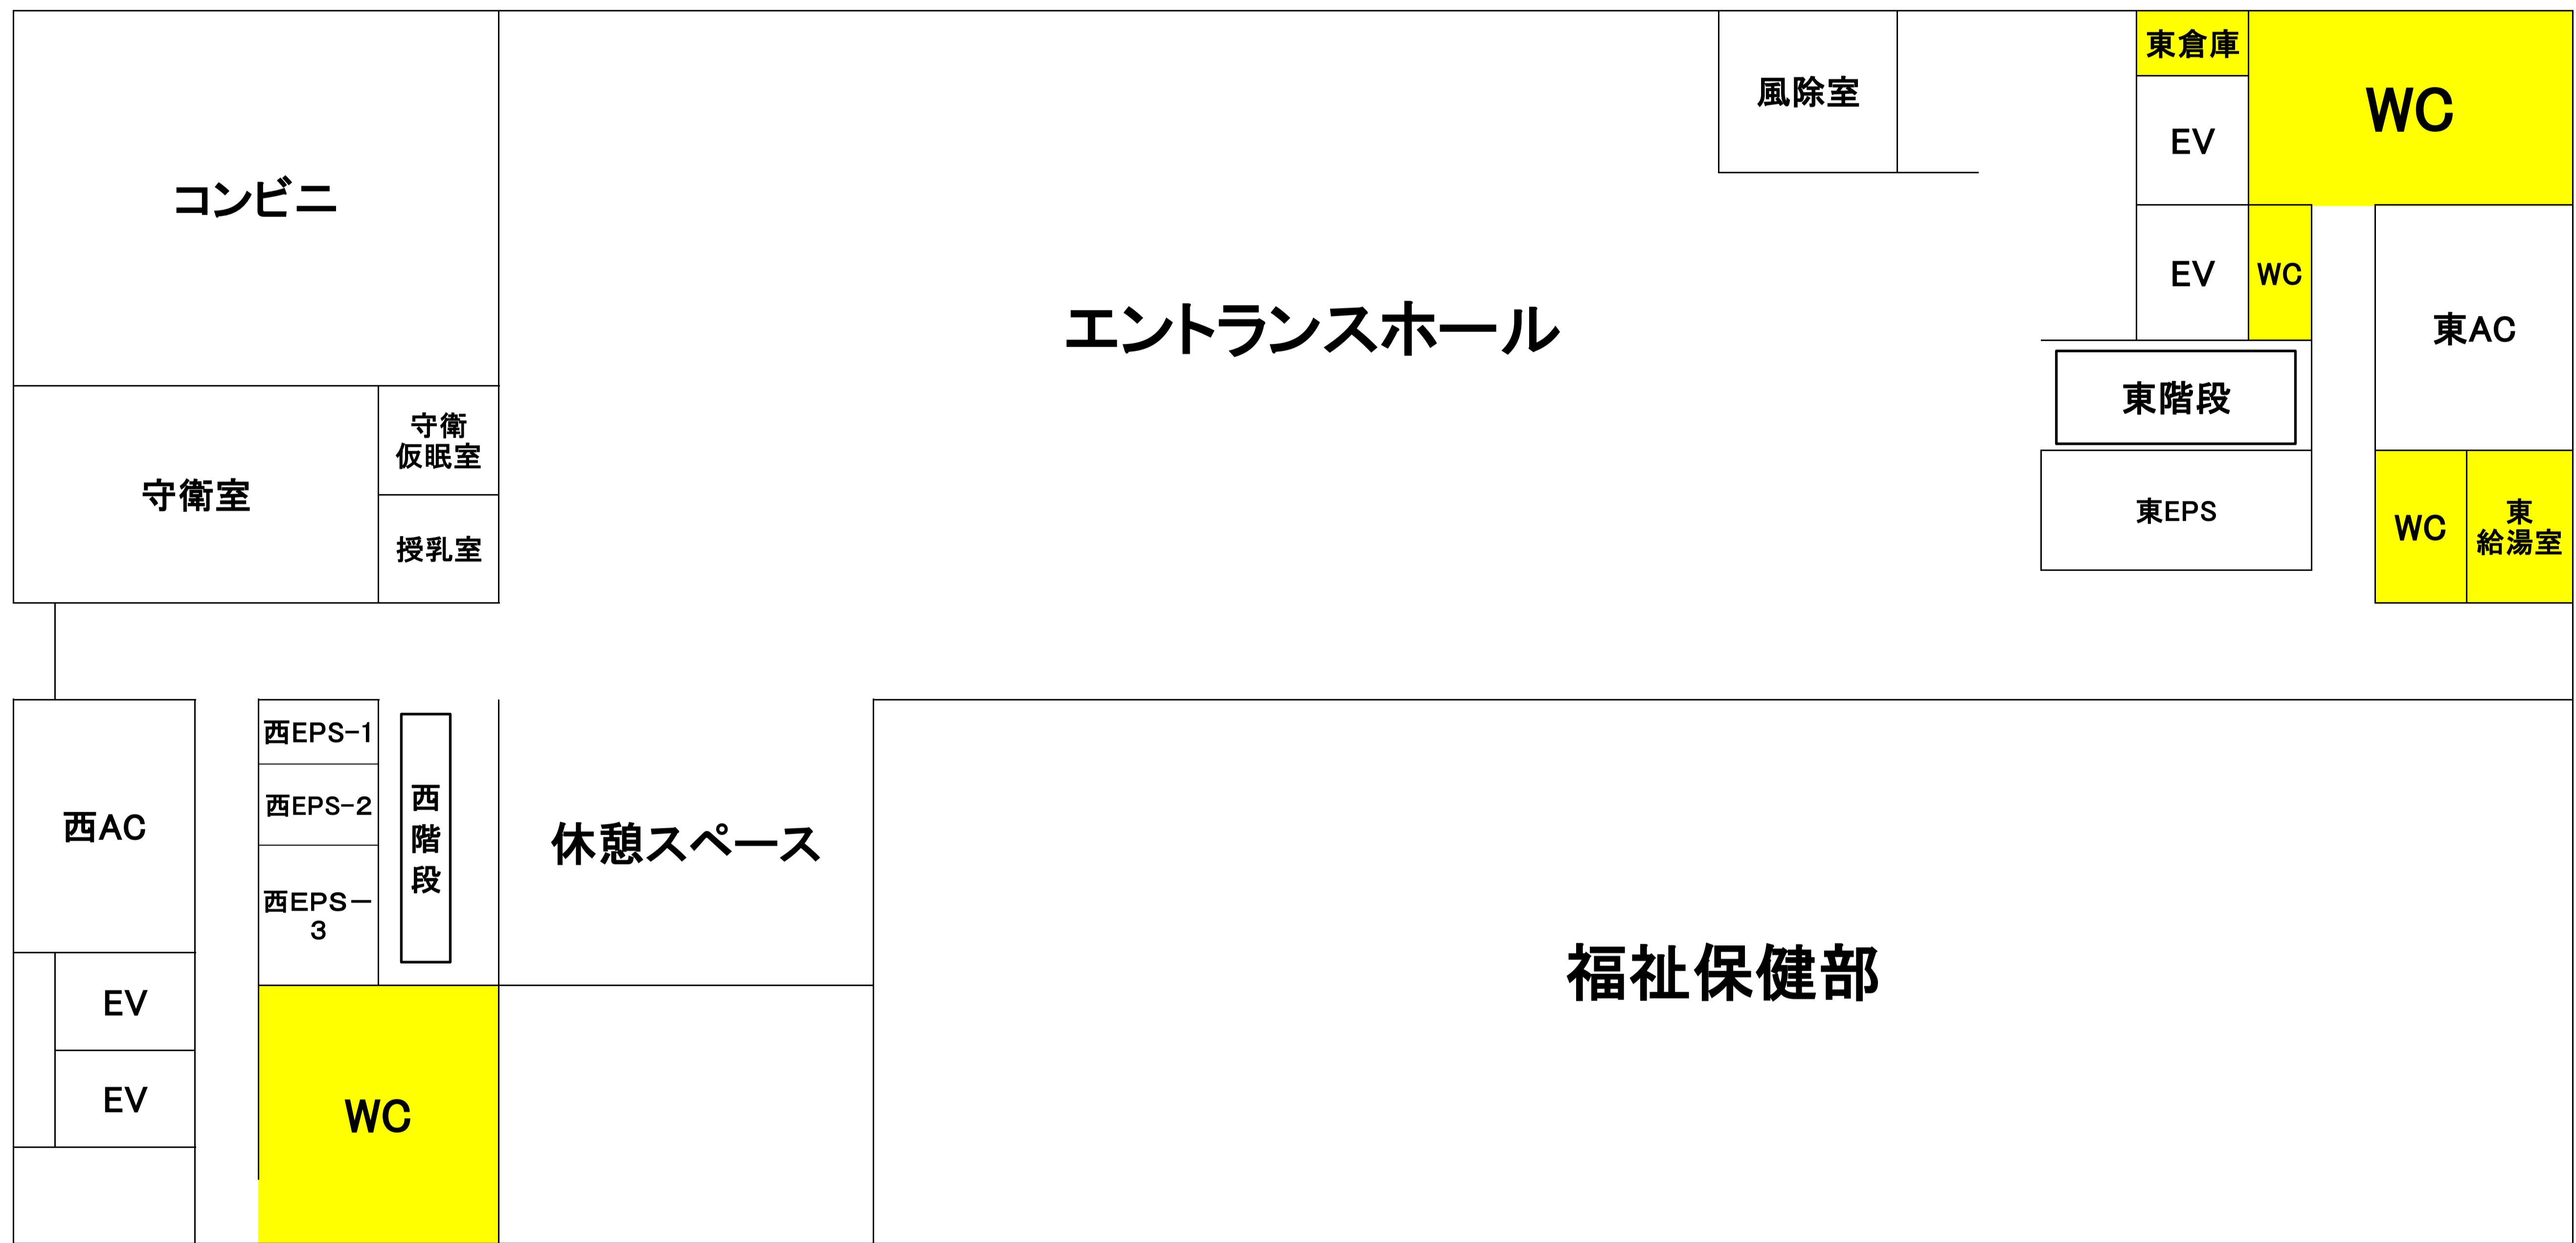 東倉庫
WC
風除室
EV
コンビニ
EV
WC
エントランスホール
東AC
東階段
守衛
仮眠室
守衛室
東EPS
WC
東
給湯室
授乳室
西EPS-1
西EPS-2
西AC
西
階
段
休憩スペース
西EPSー
3
福祉保健部
EV
EV
WC